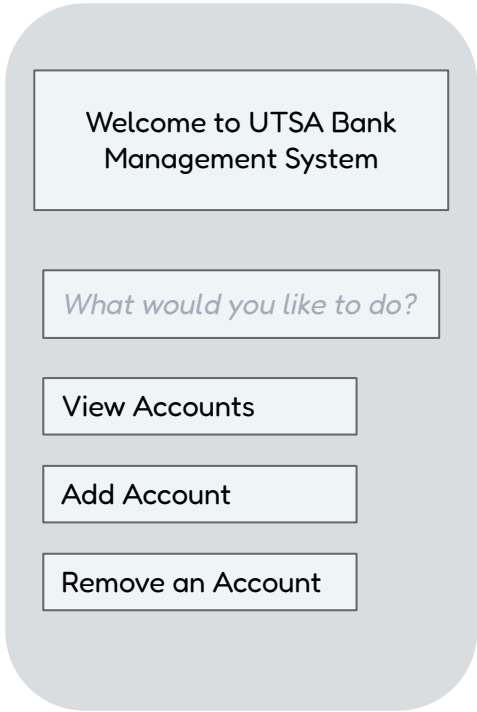 Welcome to UTSA Bank
Management System
What would you like to do?
View Accounts
Add Account
Remove an Account